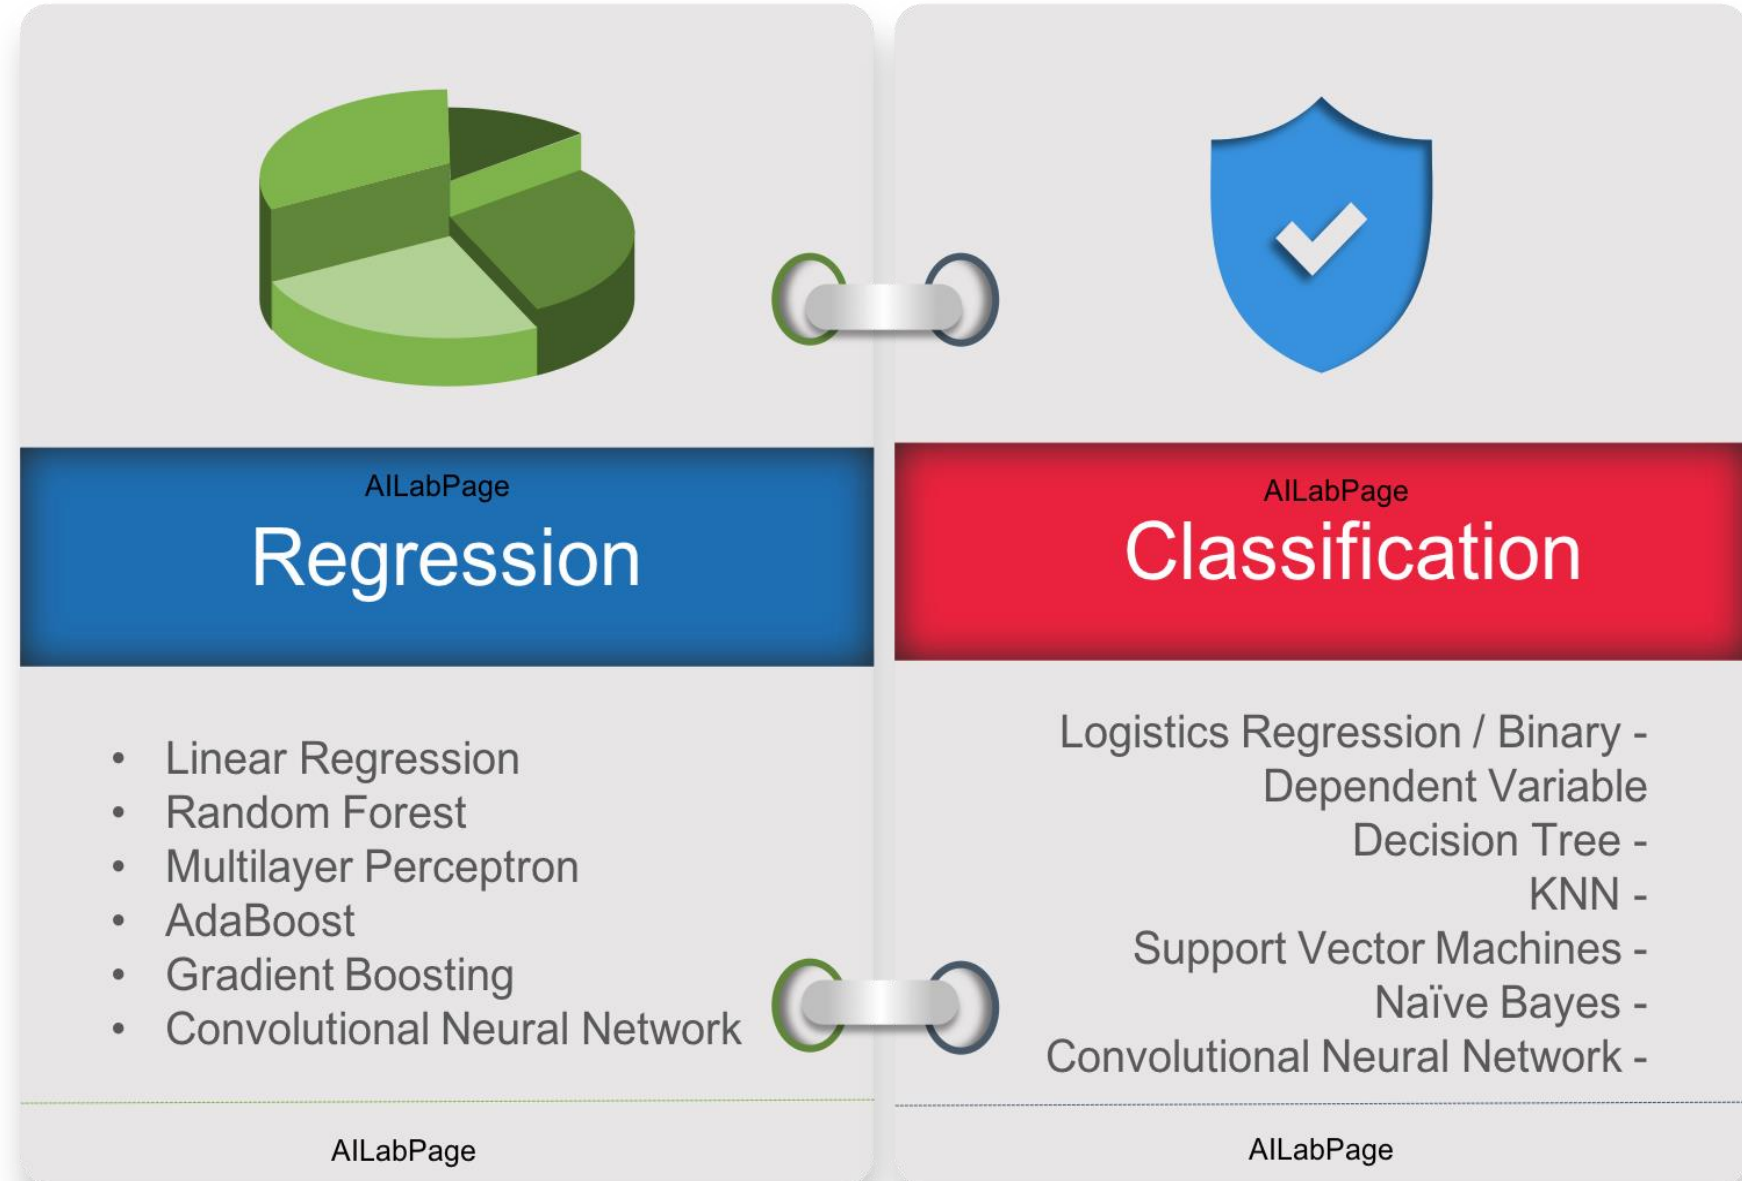 AILabPage
Regression
• Linear Regression
• Random Forest
• Multilayer Perceptron
• AdaBoost
• Gradient Boosting
• Convolutional Neural Network
AILabPage
AILabPage
Classification
Logistics Regression / Binary -
Dependent Variable
Decision Tree -
KNN -
Support Vector Machines -
Naïve Bayes -
Convolutional Neural Network -
AILabPage